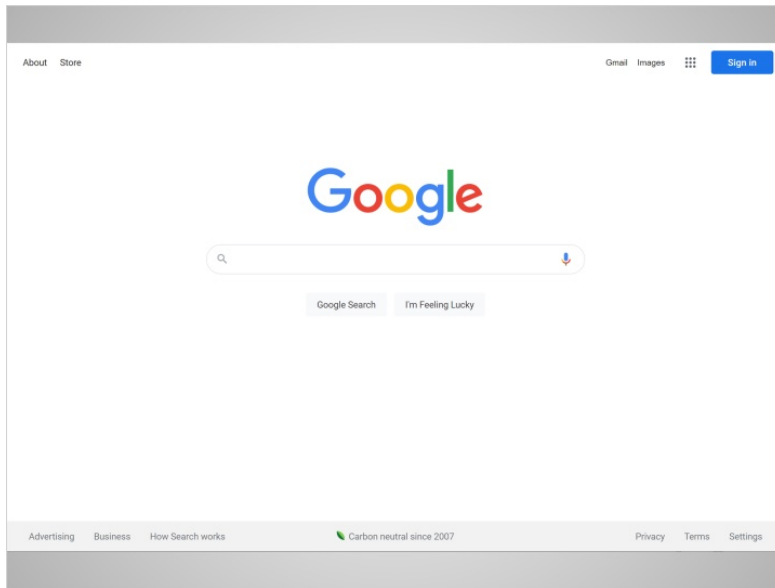 About Store Gmail Images Sign in
Google
Google Search I'm Feeling Lucky
Advertising Business How Search works Carbon neutral since 2007 Privacy Terms Settings